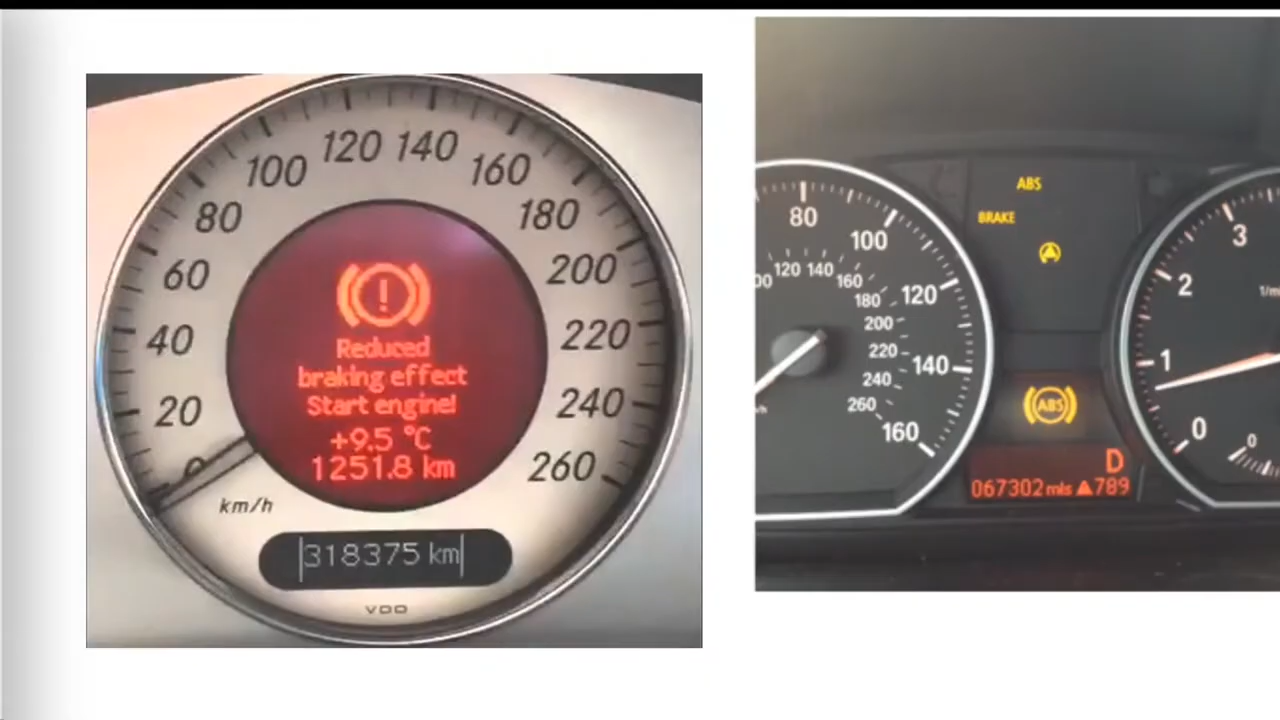 120 140
100 160
80 180
60 200
40 220
20 240
0 260
Reduced
braking effect
Start engine!
+9.5 °C
1251.8 km
km/h
318375 km
VDO
ABS
BRAKE
80
100
120
140
160
120 140 160
180
200
220
240
260
ABS
D
067302 mls ▲789
3
2
1
0
0